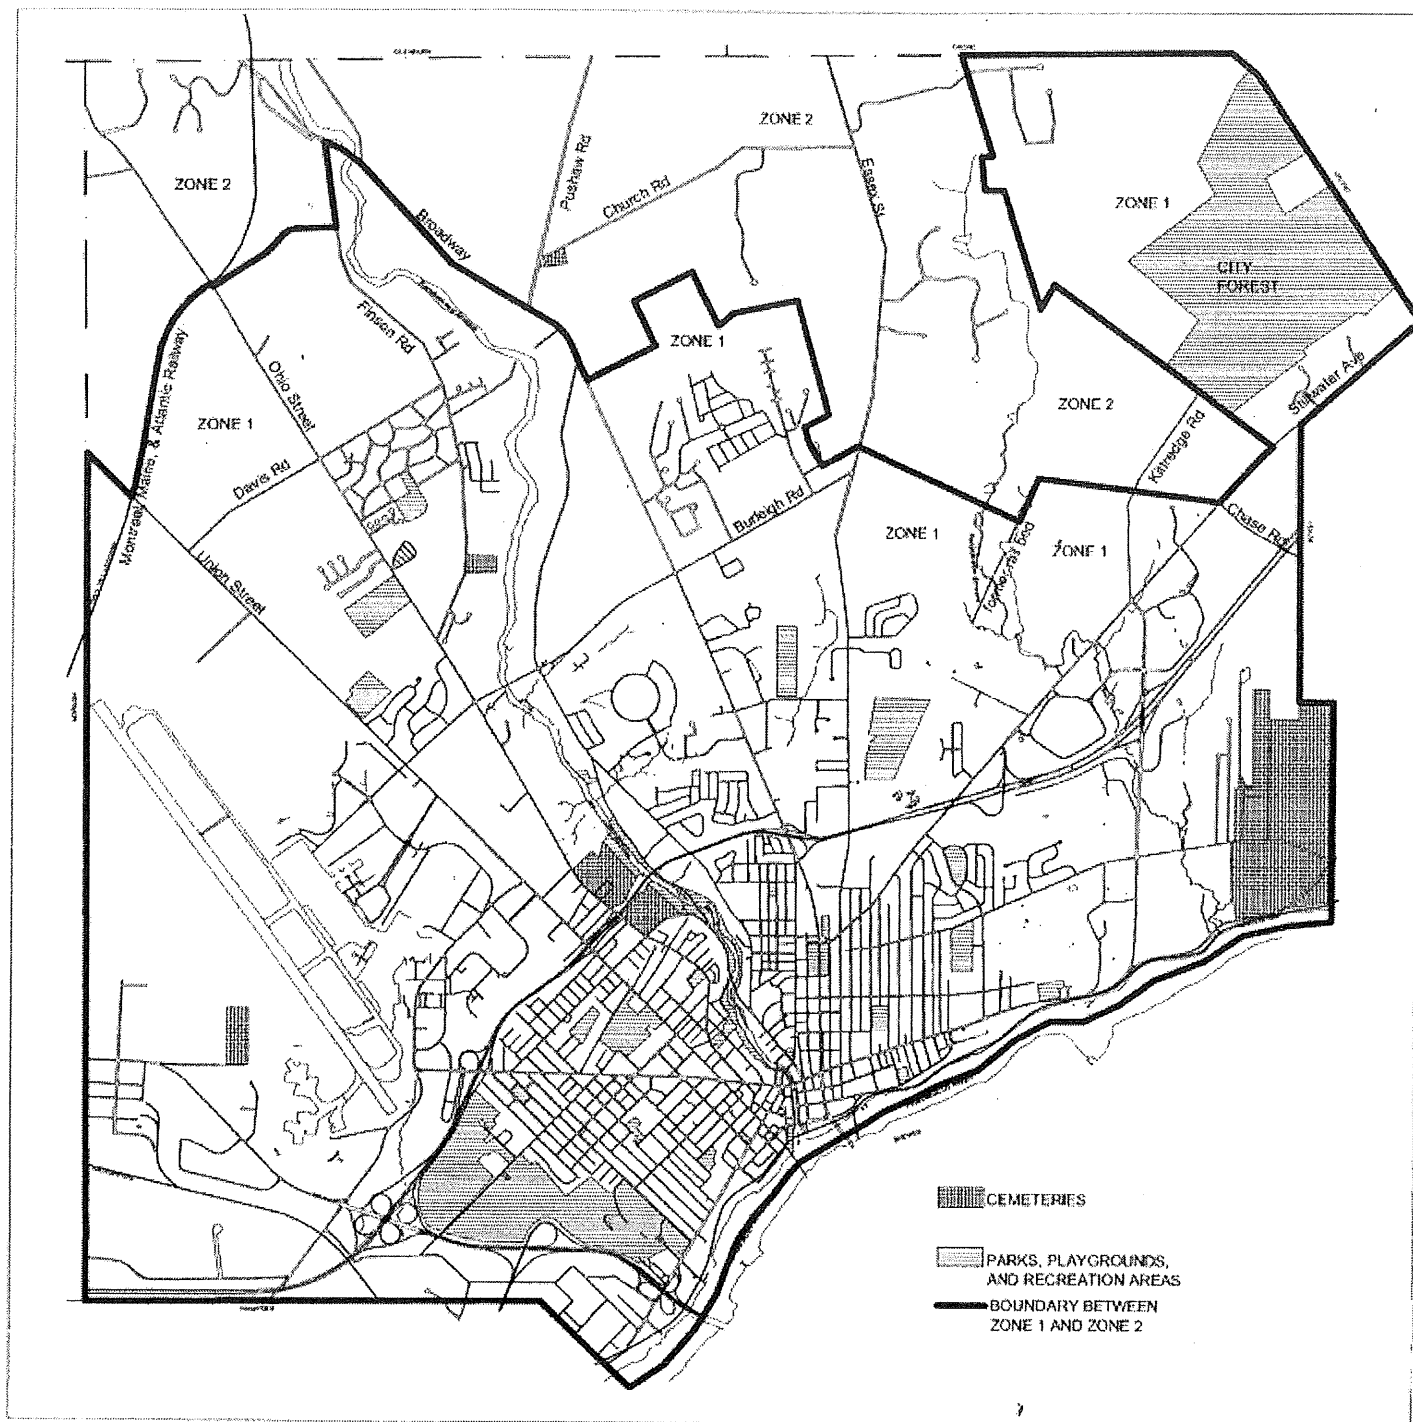 ZONE 2
ZONE 2
Pushaw Rd
Church Rd
Essex St
ZONE 1
Broadway
CITY
FOREST
Finson Rd
ZONE 1
Stillwater Ave
Montreal, Maine, & Atlantic Railway
Ohio Street
ZONE 1
ZONE 2
Kittredge Rd
Davis Rd
Burleigh Rd
Chase Rd
ZONE 1
ZONE 1
Union Street
CEMETERIES
PARKS, PLAYGROUNDS,
AND RECREATION AREAS
BOUNDARY BETWEEN
ZONE 1 AND ZONE 2